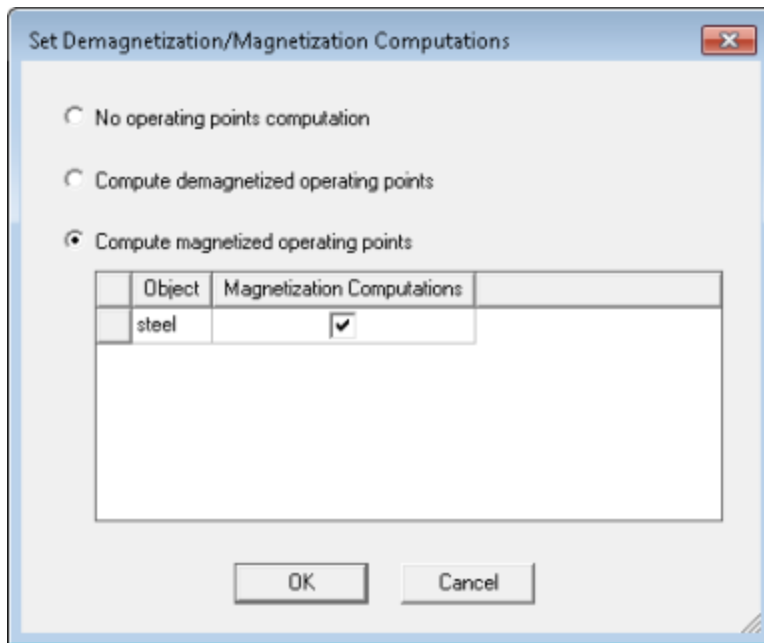 Set Demagnetization/Magnetization Computations
No operating points computation
Compute demagnetized operating points
Compute magnetized operating points
Object Magnetization Computations
steel
OK Cancel